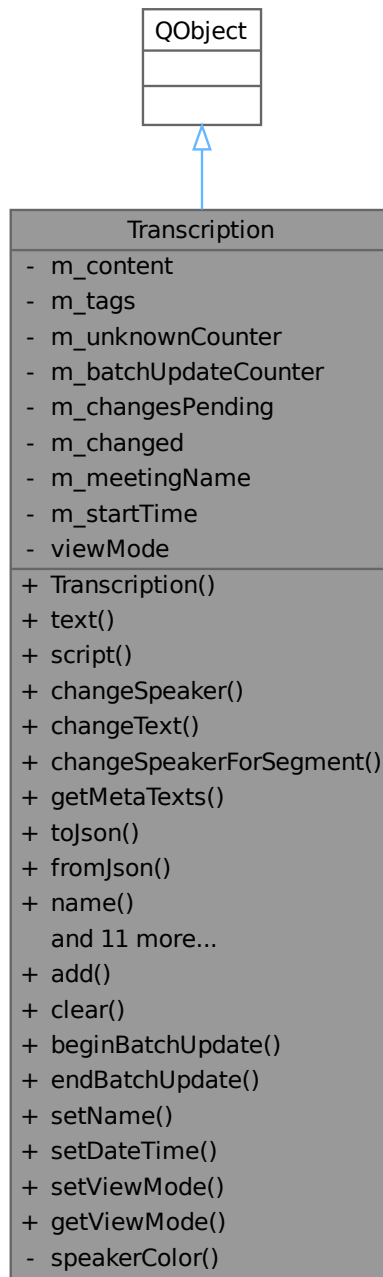 QObject
Transcription
- m_content
- m_tags
- m_unknownCounter
- m_batchUpdateCounter
- m_changesPending
- m_changed
- m_meetingName
- m_startTime
- viewMode
+ Transcription()
+ text()
+ script()
+ changeSpeaker()
+ changeText()
+ changeSpeakerForSegment()
+ getMetaTexts()
+ toJson()
+ fromJson()
+ name()
and 11 more...
+ add()
+ clear()
+ beginBatchUpdate()
+ endBatchUpdate()
+ setName()
+ setDateTime()
+ setViewMode()
+ getViewMode()
- speakerColor()